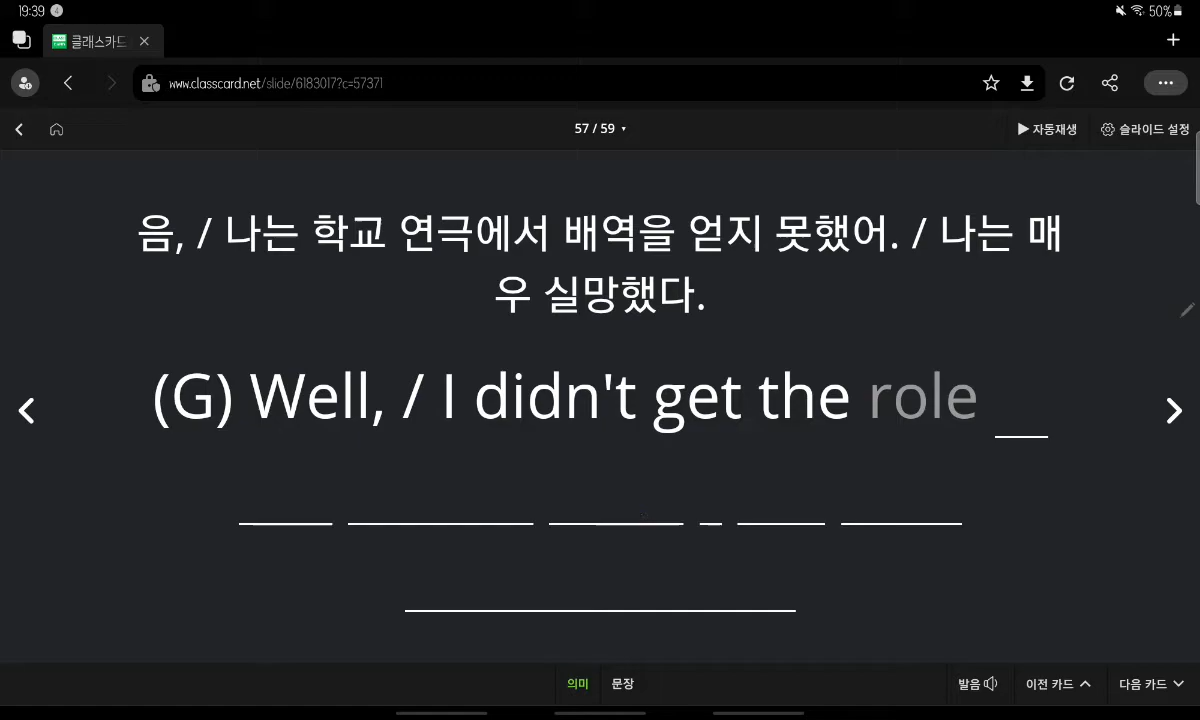 19:39 4 50%
클래스카드
www.classcard.net/slide/6183017?c=57371
57 / 59 자동재생 슬라이드 설정
음, / 나는 학교 연극에서 배역을 얻지 못했어. / 나는 매
우 실망했다.
(G) Well, / I didn't get the role
의미 문장 발음 이전 카드 다음 카드